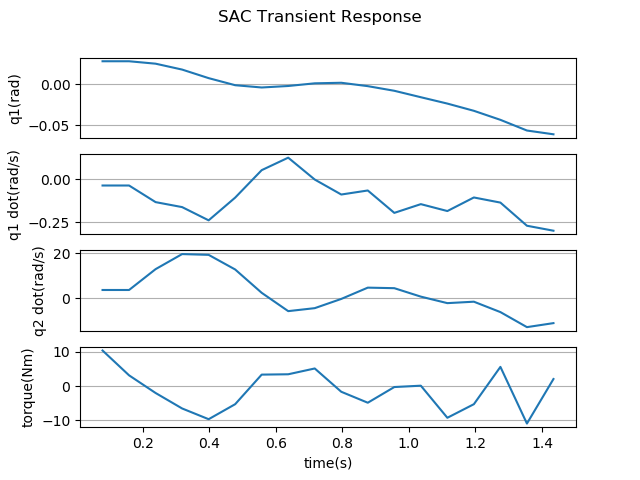 SAC Transient Response
q1(rad)
0.00
−0.05
q1 dot(rad/s)
0.00
−0.25
q2 dot(rad/s)
20
0
torque(Nm)
10
0
−10
0.2 0.4 0.6 0.8 1.0 1.2 1.4
time(s)